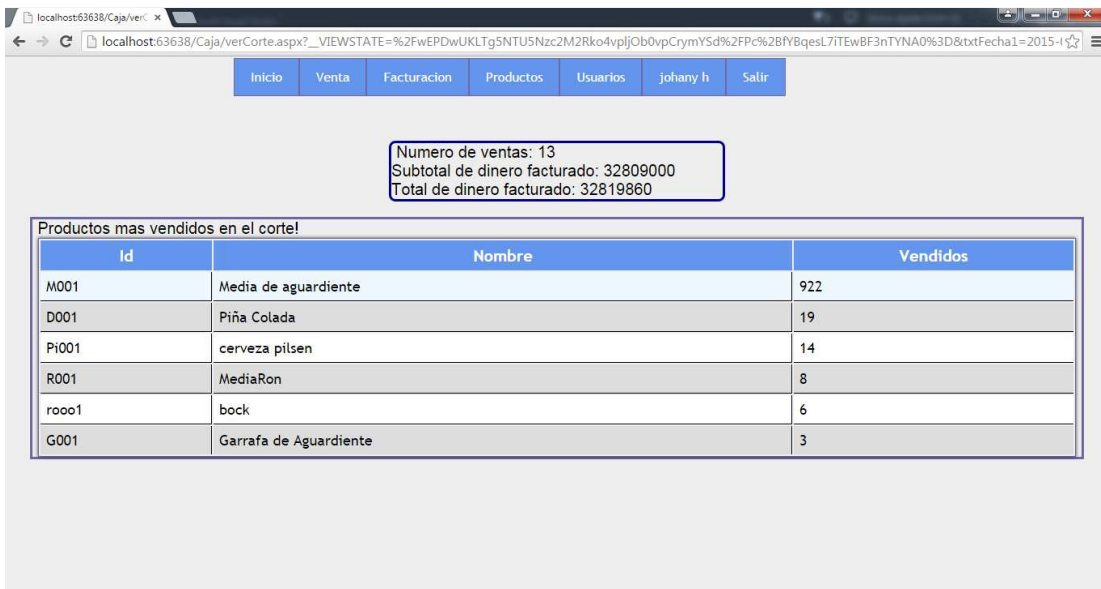 localhost:63638/Caja/ver
localhost:63638/Caja/verCorte.aspx?__VIEWSTATE=%2FwEPDwUKLTg5NTU5Nzc2M2Rko4vpljOb0vpCrymYSd%2FPc%2BfYBqesL7iTEwBF3nTYNA0%3D&txtFecha1=2015-
Inicio Venta Facturacion Productos Usuarios johany h Salir
Numero de ventas: 13
Subtotal de dinero facturado: 32809000
Total de dinero facturado: 32819860
Productos mas vendidos en el corte!
Id Nombre Vendidos
M001 Media de aguardiente 922
D001 Piña Colada 19
Pi001 cerveza pilsen 14
R001 MediaRon 8
rooo1 bock 6
G001 Garrafa de Aguardiente 3